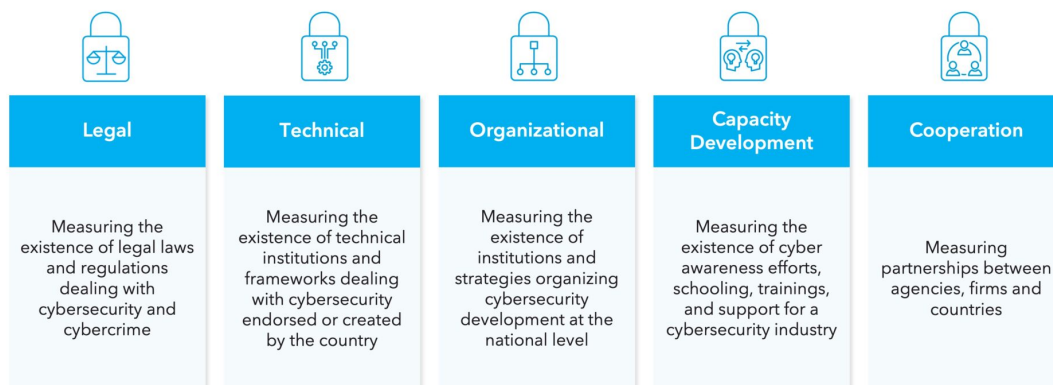 Legal
Measuring the
existence of legal laws
and regulations
dealing with
cybersecurity and
cybercrime
Technical
Measuring the
existence of technical
institutions and
frameworks dealing
with cybersecurity
endorsed or created
by the country
Organizational
Measuring the
existence of
institutions and
strategies organizing
cybersecurity
development at the
national level
Capacity
Development
Measuring the
existence of cyber
awareness efforts,
schooling, trainings,
and support for a
cybersecurity industry
Cooperation
Measuring
partnerships between
agencies, firms and
countries